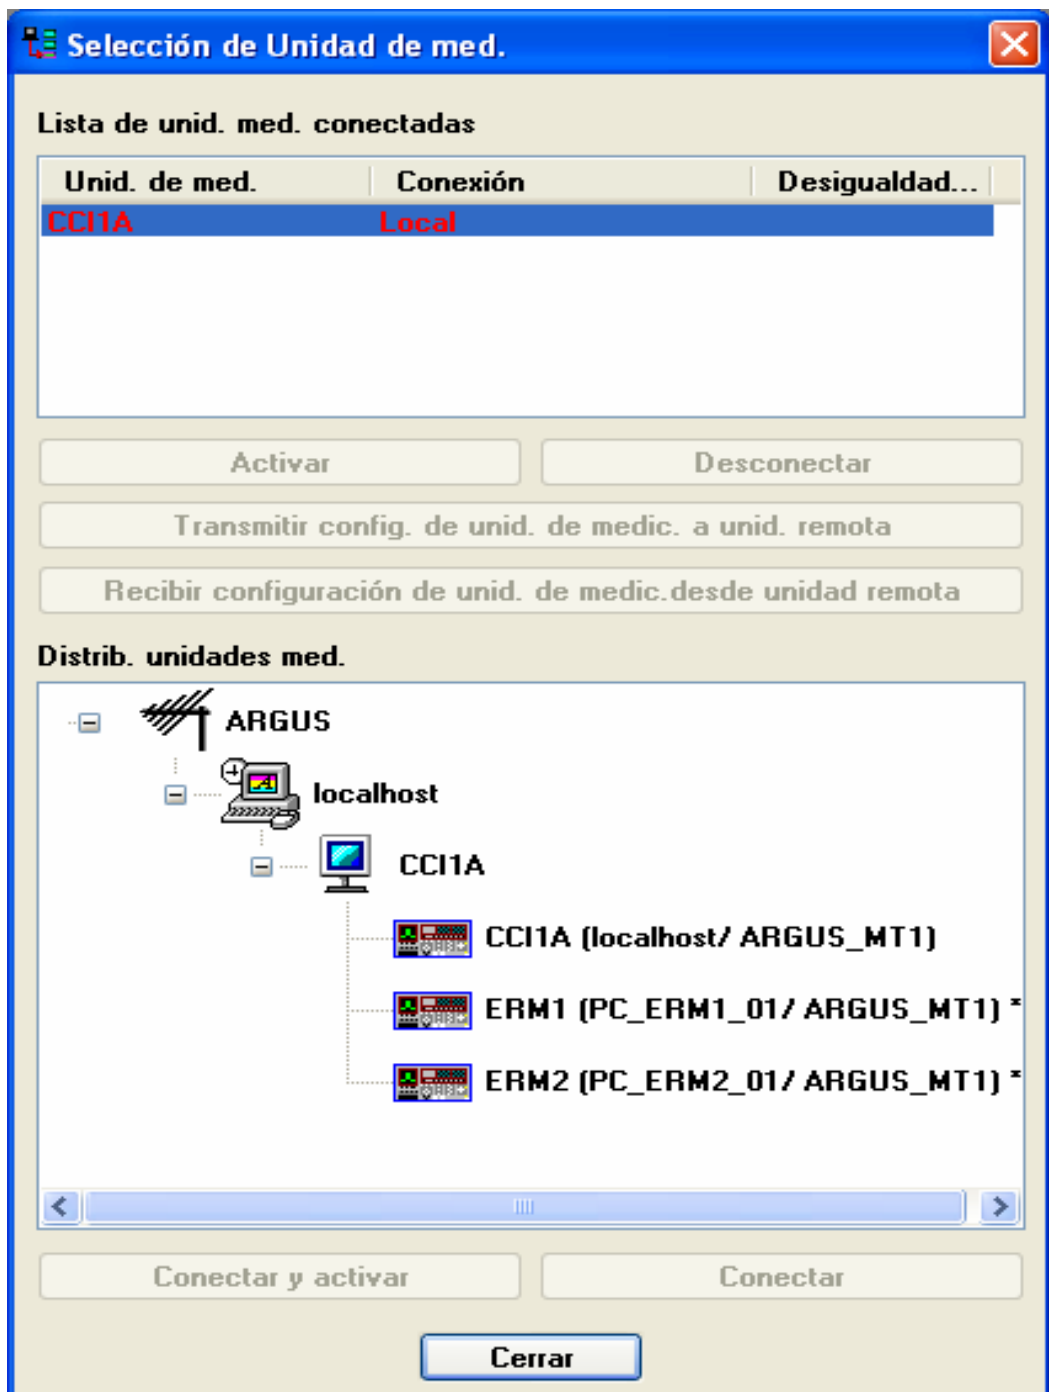 Selección de Unidad de med.
Lista de unid. med. conectadas
Unid. de med. Conexión Desigualdad...
CCI1A Local
Activar Desconectar
Transmitir config. de unid. de medic. a unid. remota
Recibir configuración de unid. de medic.desde unidad remota
Distrib. unidades med.
ARGUS
localhost
CCI1A
CCI1A (localhost/ ARGUS_MT1)
ERM1 (PC_ERM1_01/ ARGUS_MT1) *
ERM2 (PC_ERM2_01/ ARGUS_MT1) *
Conectar y activar Conectar
Cerrar